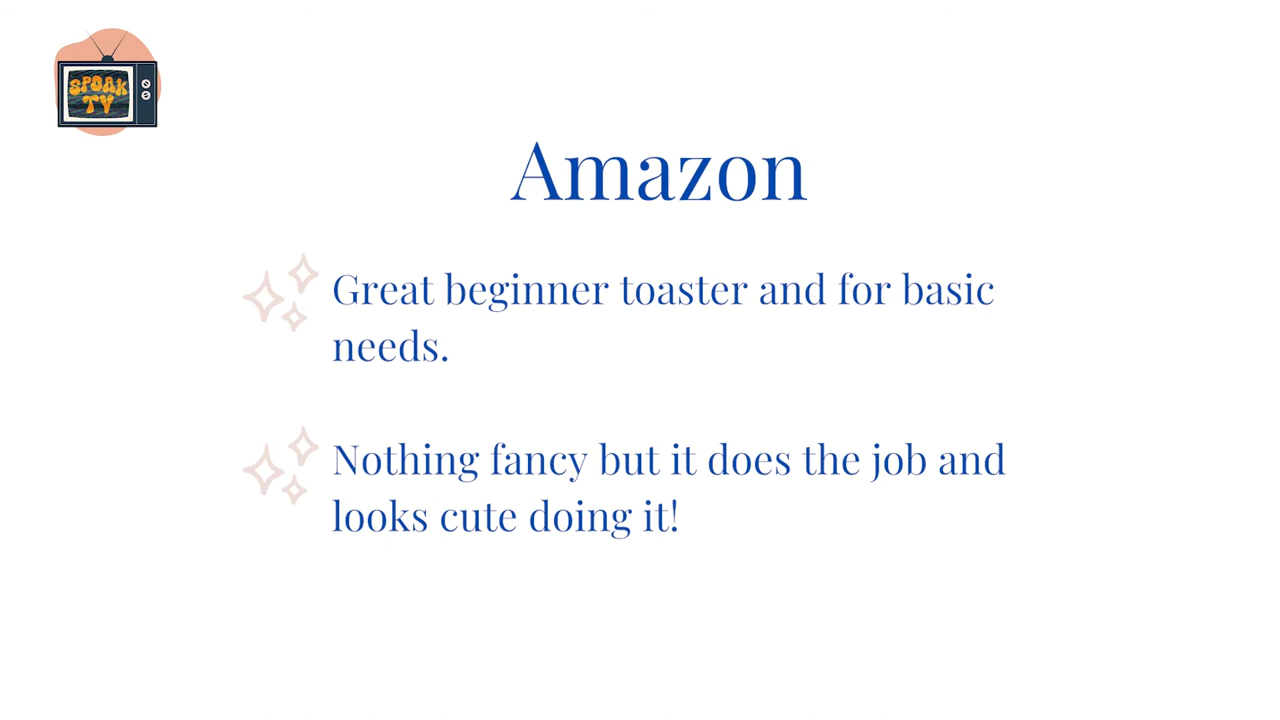 SPOAK
TV
Amazon
Great beginner toaster and for basic
needs.
Nothing fancy but it does the job and
looks cute doing it!